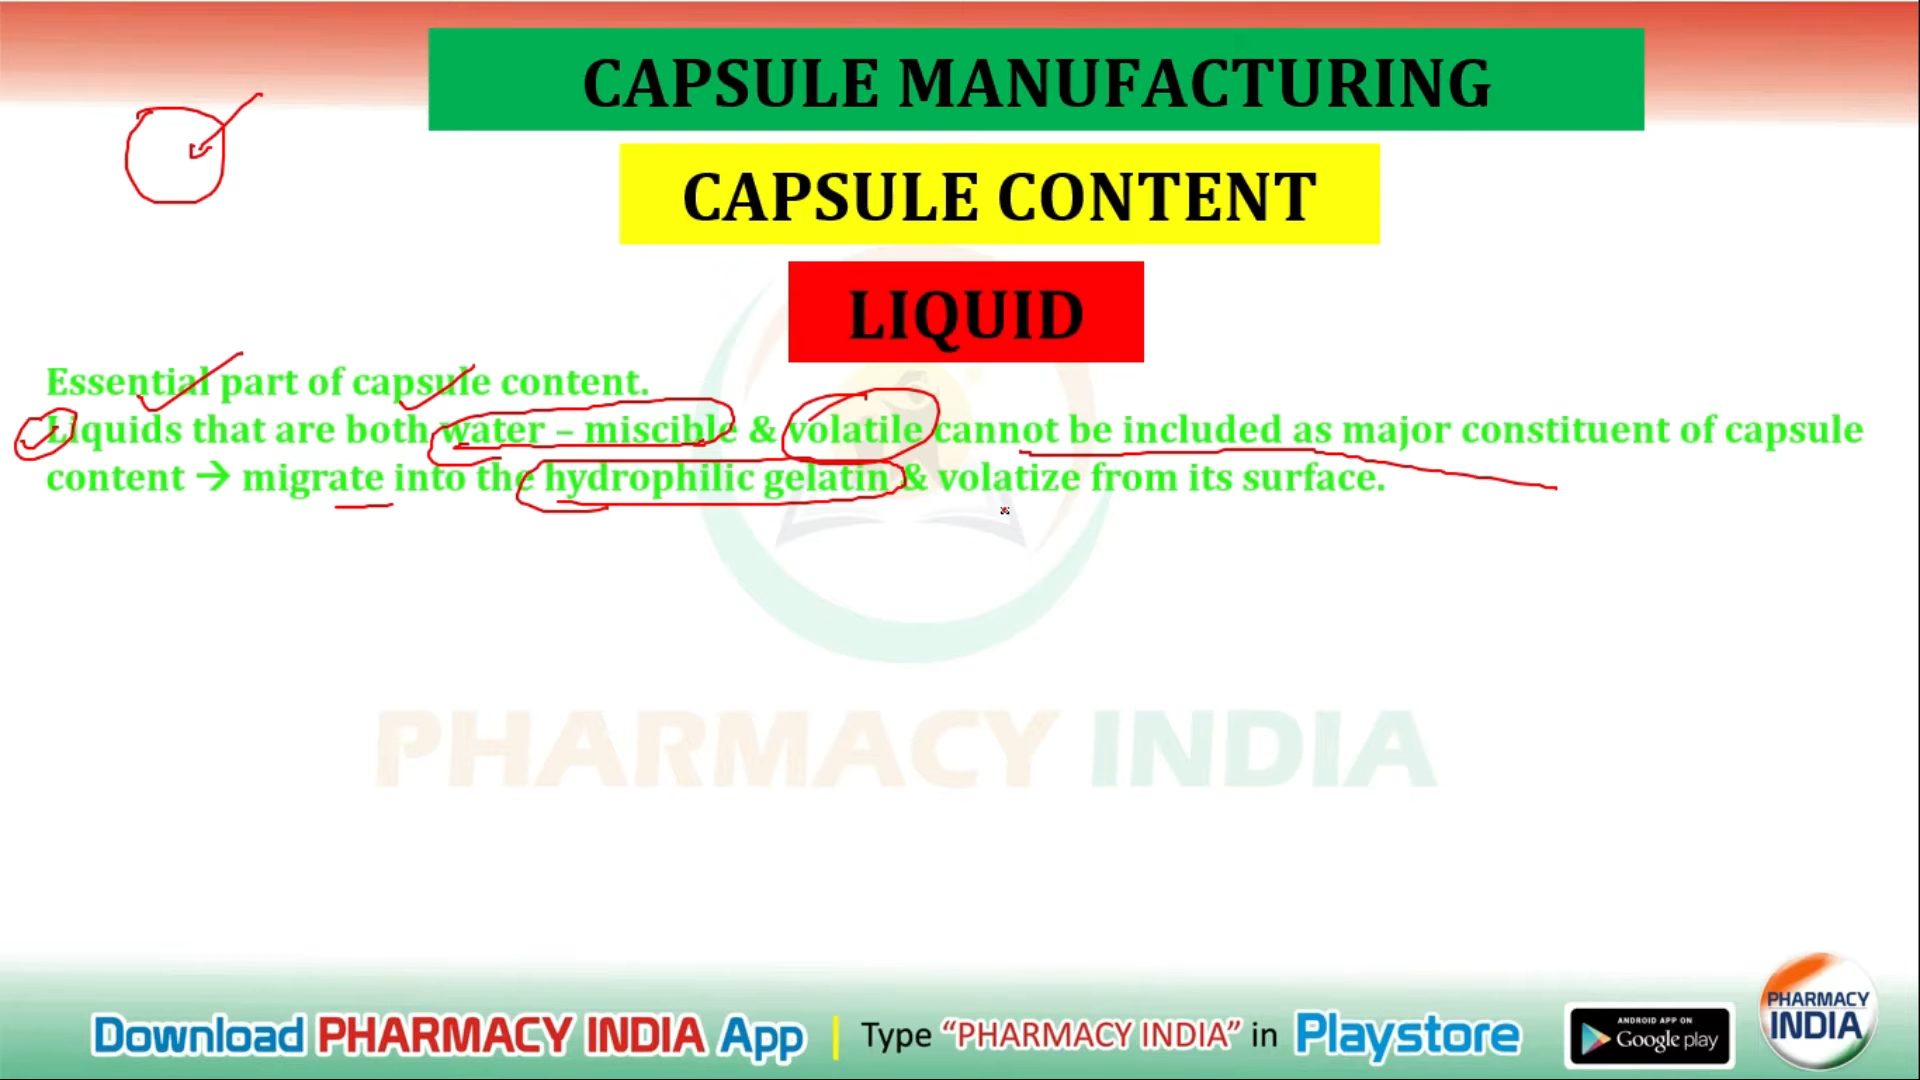 CAPSULE MANUFACTURING
CAPSULE CONTENT
LIQUID
Essential part of capsule content.
Liquids that are both water – miscible & volatile cannot be included as major constituent of capsule
content → migrate into the hydrophilic gelatin & volatize from its surface.
PHARMACY INDIA
Download PHARMACY INDIA App | Type “PHARMACY INDIA” in Playstore
ANDROID APP ON
Google play
PHARMACY
INDIA